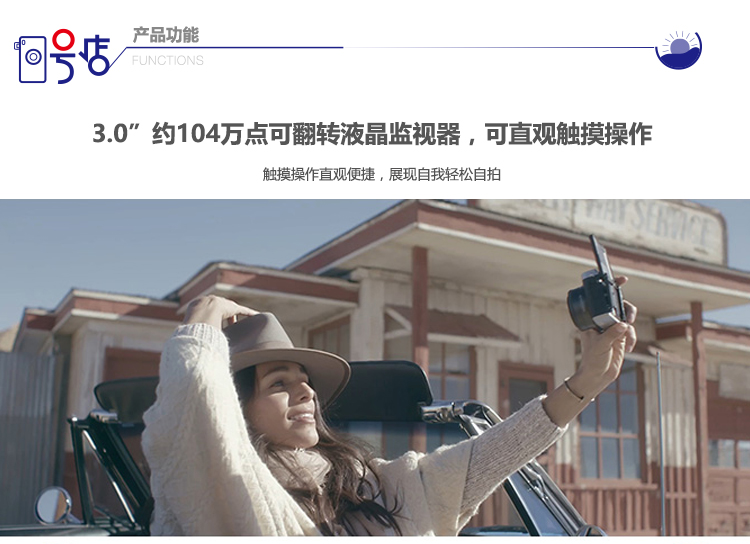 号店
产品功能
FUNCTIONS
3.0”约104万点可翻转液晶监视器，可直观触摸操作
触摸操作直观便捷，展现自我轻松自拍
WAY SERVICE